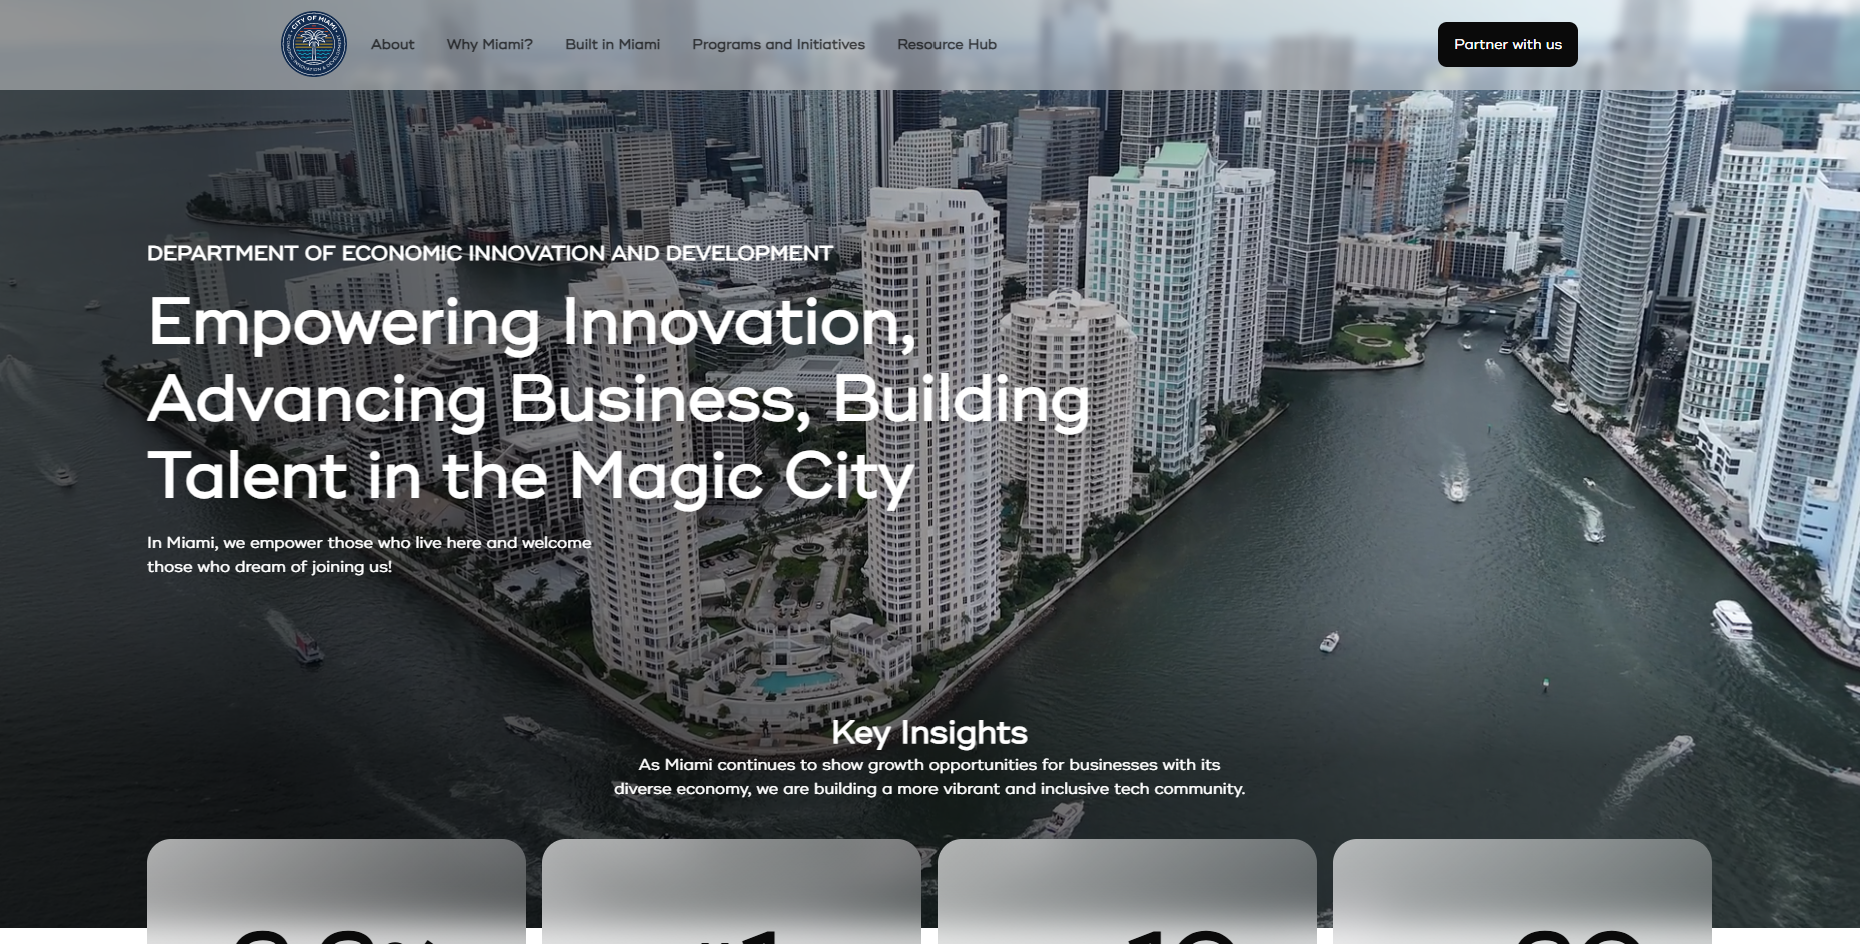 CITY OF MIAMI
About
Why Miami?
Built in Miami
Programs and Initiatives
Resource Hub
Partner with us
DEPARTMENT OF ECONOMIC INNOVATION AND DEVELOPMENT
Empowering Innovation,
Advancing Business, Building
Talent in the Magic City
In Miami, we empower those who live here and welcome
those who dream of joining us!
Key Insights
As Miami continues to show growth opportunities for businesses with its
diverse economy, we are building a more vibrant and inclusive tech community.